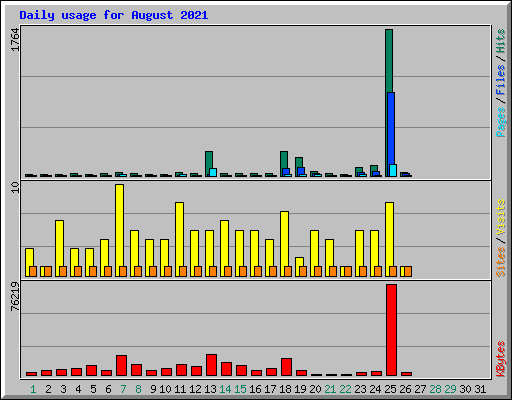 Daily usage for August 2021
1764
Pages / Files / Hits
10
Sites / Visits
76219
KBytes
1 2 3 4 5 6 7 8 9 10 11 12 13 14 15 16 17 18 19 20 21 22 23 24 25 26 27 28 29 30 31